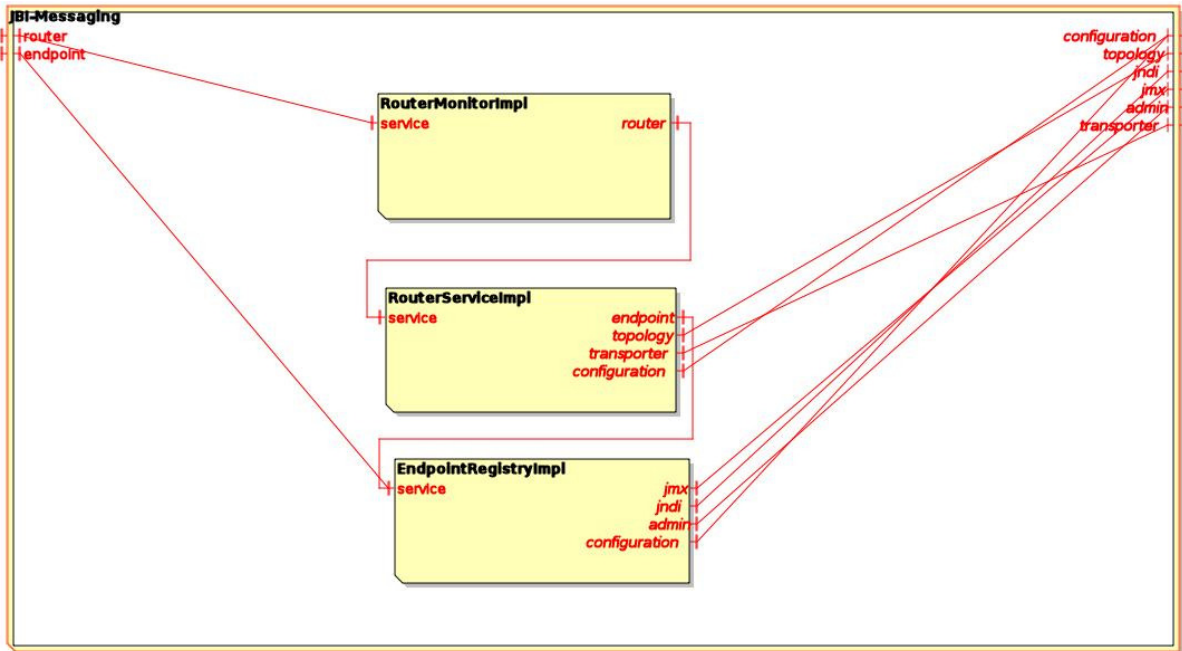 JBI-Messaging
router
endpoint
configuration
topology
jndi
jmx
admin
transporter
RouterMonitorImpl
service
router
RouterServiceImpl
service
endpoint
topology
transporter
configuration
EndpointRegistryImpl
service
jmx
jndi
admin
configuration